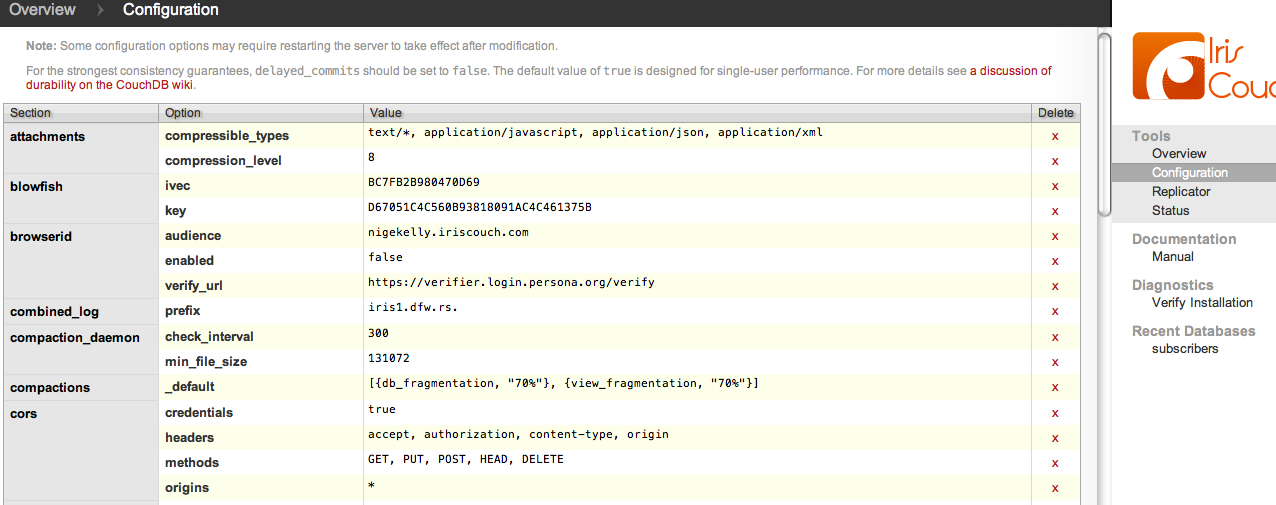 Overview > Configuration
Note: Some configuration options may require restarting the server to take effect after modification.
For the strongest consistency guarantees, delayed_commits should be set to false. The default value of true is designed for single-user performance. For more details see a discussion of
durability on the CouchDB wiki.
Section Option Value Delete
attachments compressible_types text/*, application/javascript, application/json, application/xml x
compression_level 8 x
blowfish ivec BC7FB2B980470D69 x
key D67051C4C560B93818091AC4C461375B x
browserid audience nigekelly.iriscouch.com x
enabled false x
verify_url https://verifier.login.persona.org/verify x
combined_log prefix iris1.dfw.rs. x
compaction_daemon check_interval 300 x
min_file_size 131072 x
compactions _default [{db_fragmentation, "70%"}, {view_fragmentation, "70%"}] x
cors credentials true x
headers accept, authorization, content-type, origin x
methods GET, PUT, POST, HEAD, DELETE x
origins * x
Iris
Couc
Tools
Overview
Configuration
Replicator
Status
Documentation
Manual
Diagnostics
Verify Installation
Recent Databases
subscribers